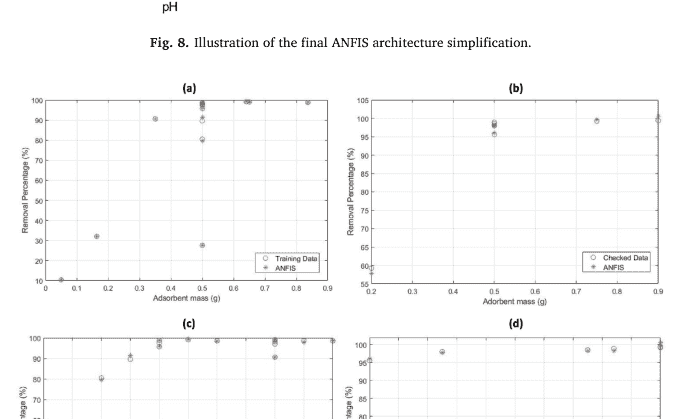 pH
Fig. 8. Illustration of the final ANFIS architecture simplification.
(a)
100
90
80
70
60
50
40
30
20
10
Removal Percentage (%)
0 0.1 0.2 0.3 0.4 0.5 0.6 0.7 0.8 0.9
Adorbent mass (g)
Training Data
ANFIS
(b)
105
100
95
90
85
80
75
70
65
60
55
Removal Percentage (%)
0.2 0.3 0.4 0.5 0.6 0.7 0.8 0.9
Adorbent mass (g)
Checked Data
ANFIS
(c)
100
90
80
70
ntage (%)
(d)
100
95
90
85
80
ntage (%)